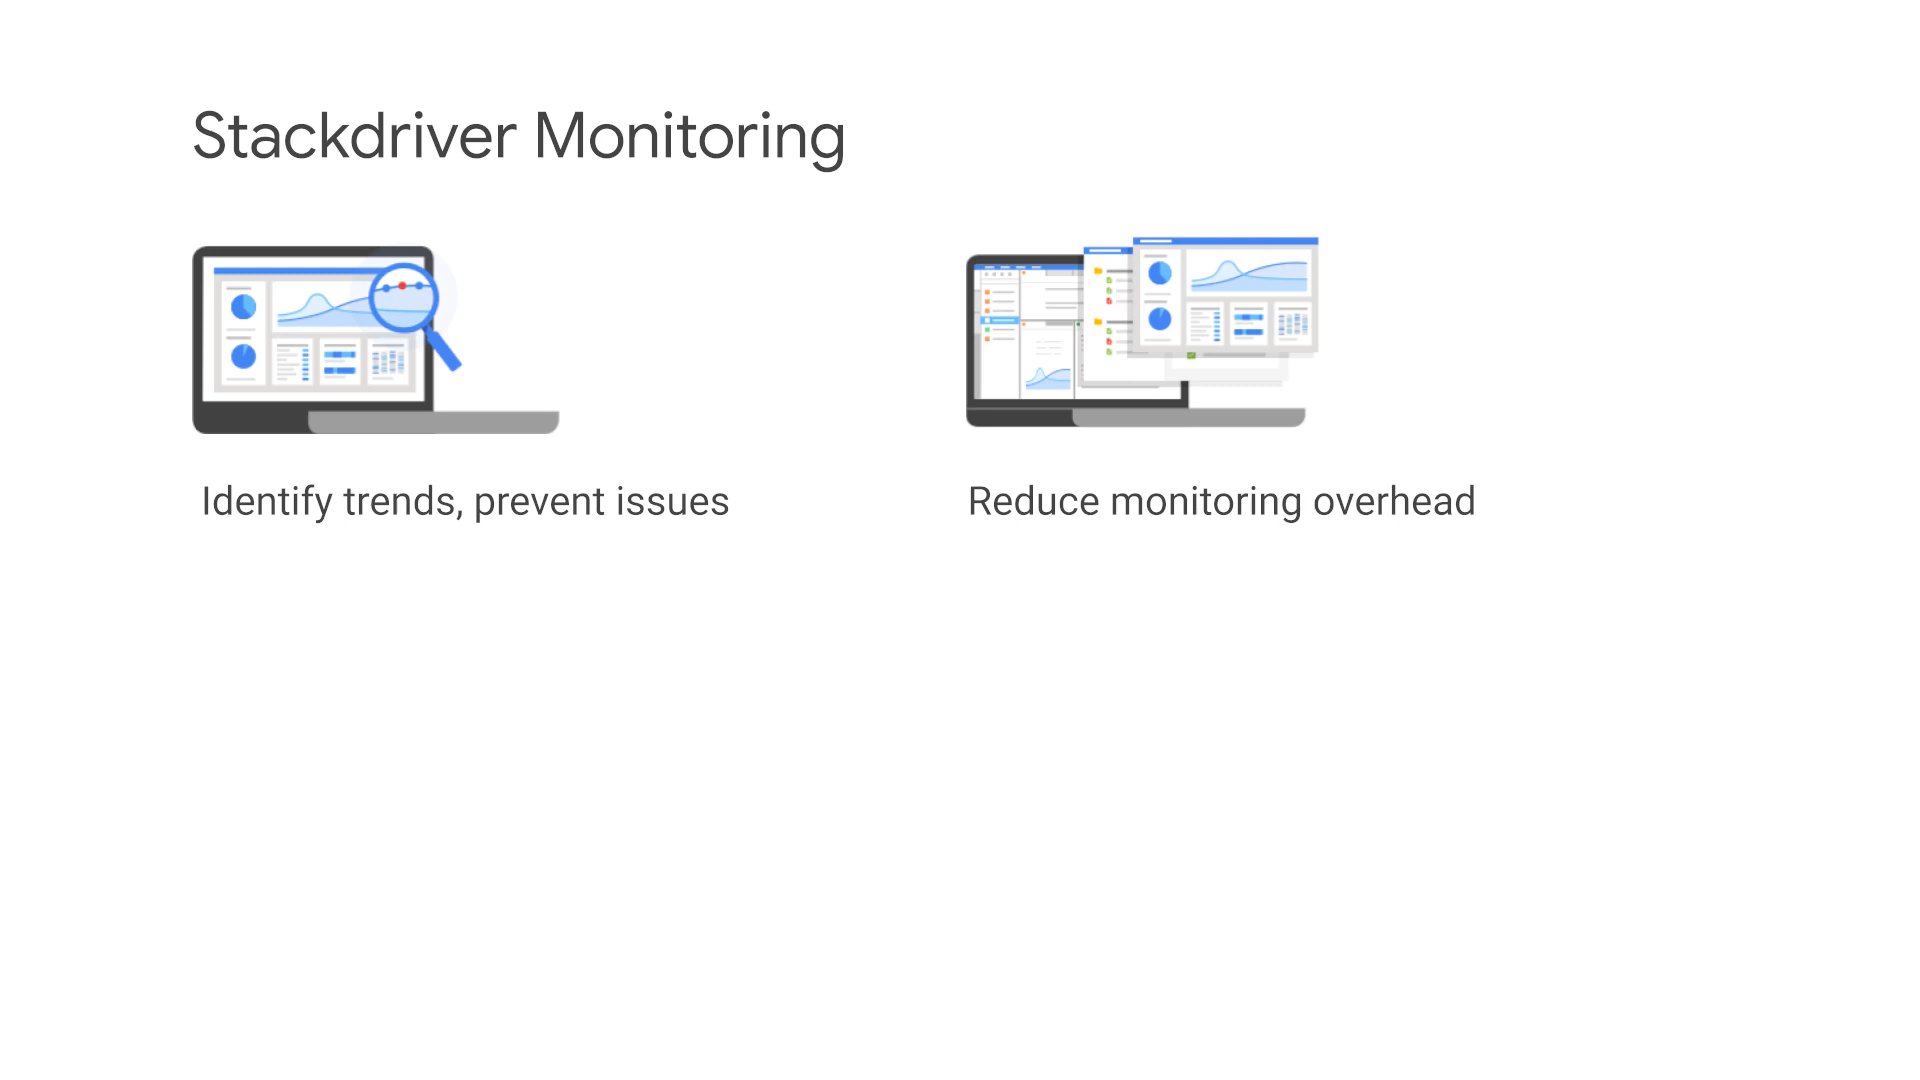 Stackdriver Monitoring
Identify trends, prevent issues
Reduce monitoring overhead